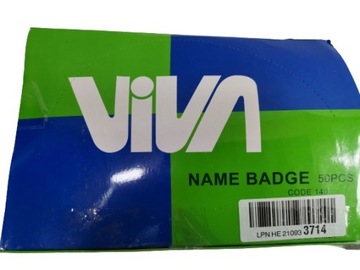 VIVA
NAME BADGE 50PCS
CODE 140
LPN HE 21093 3714